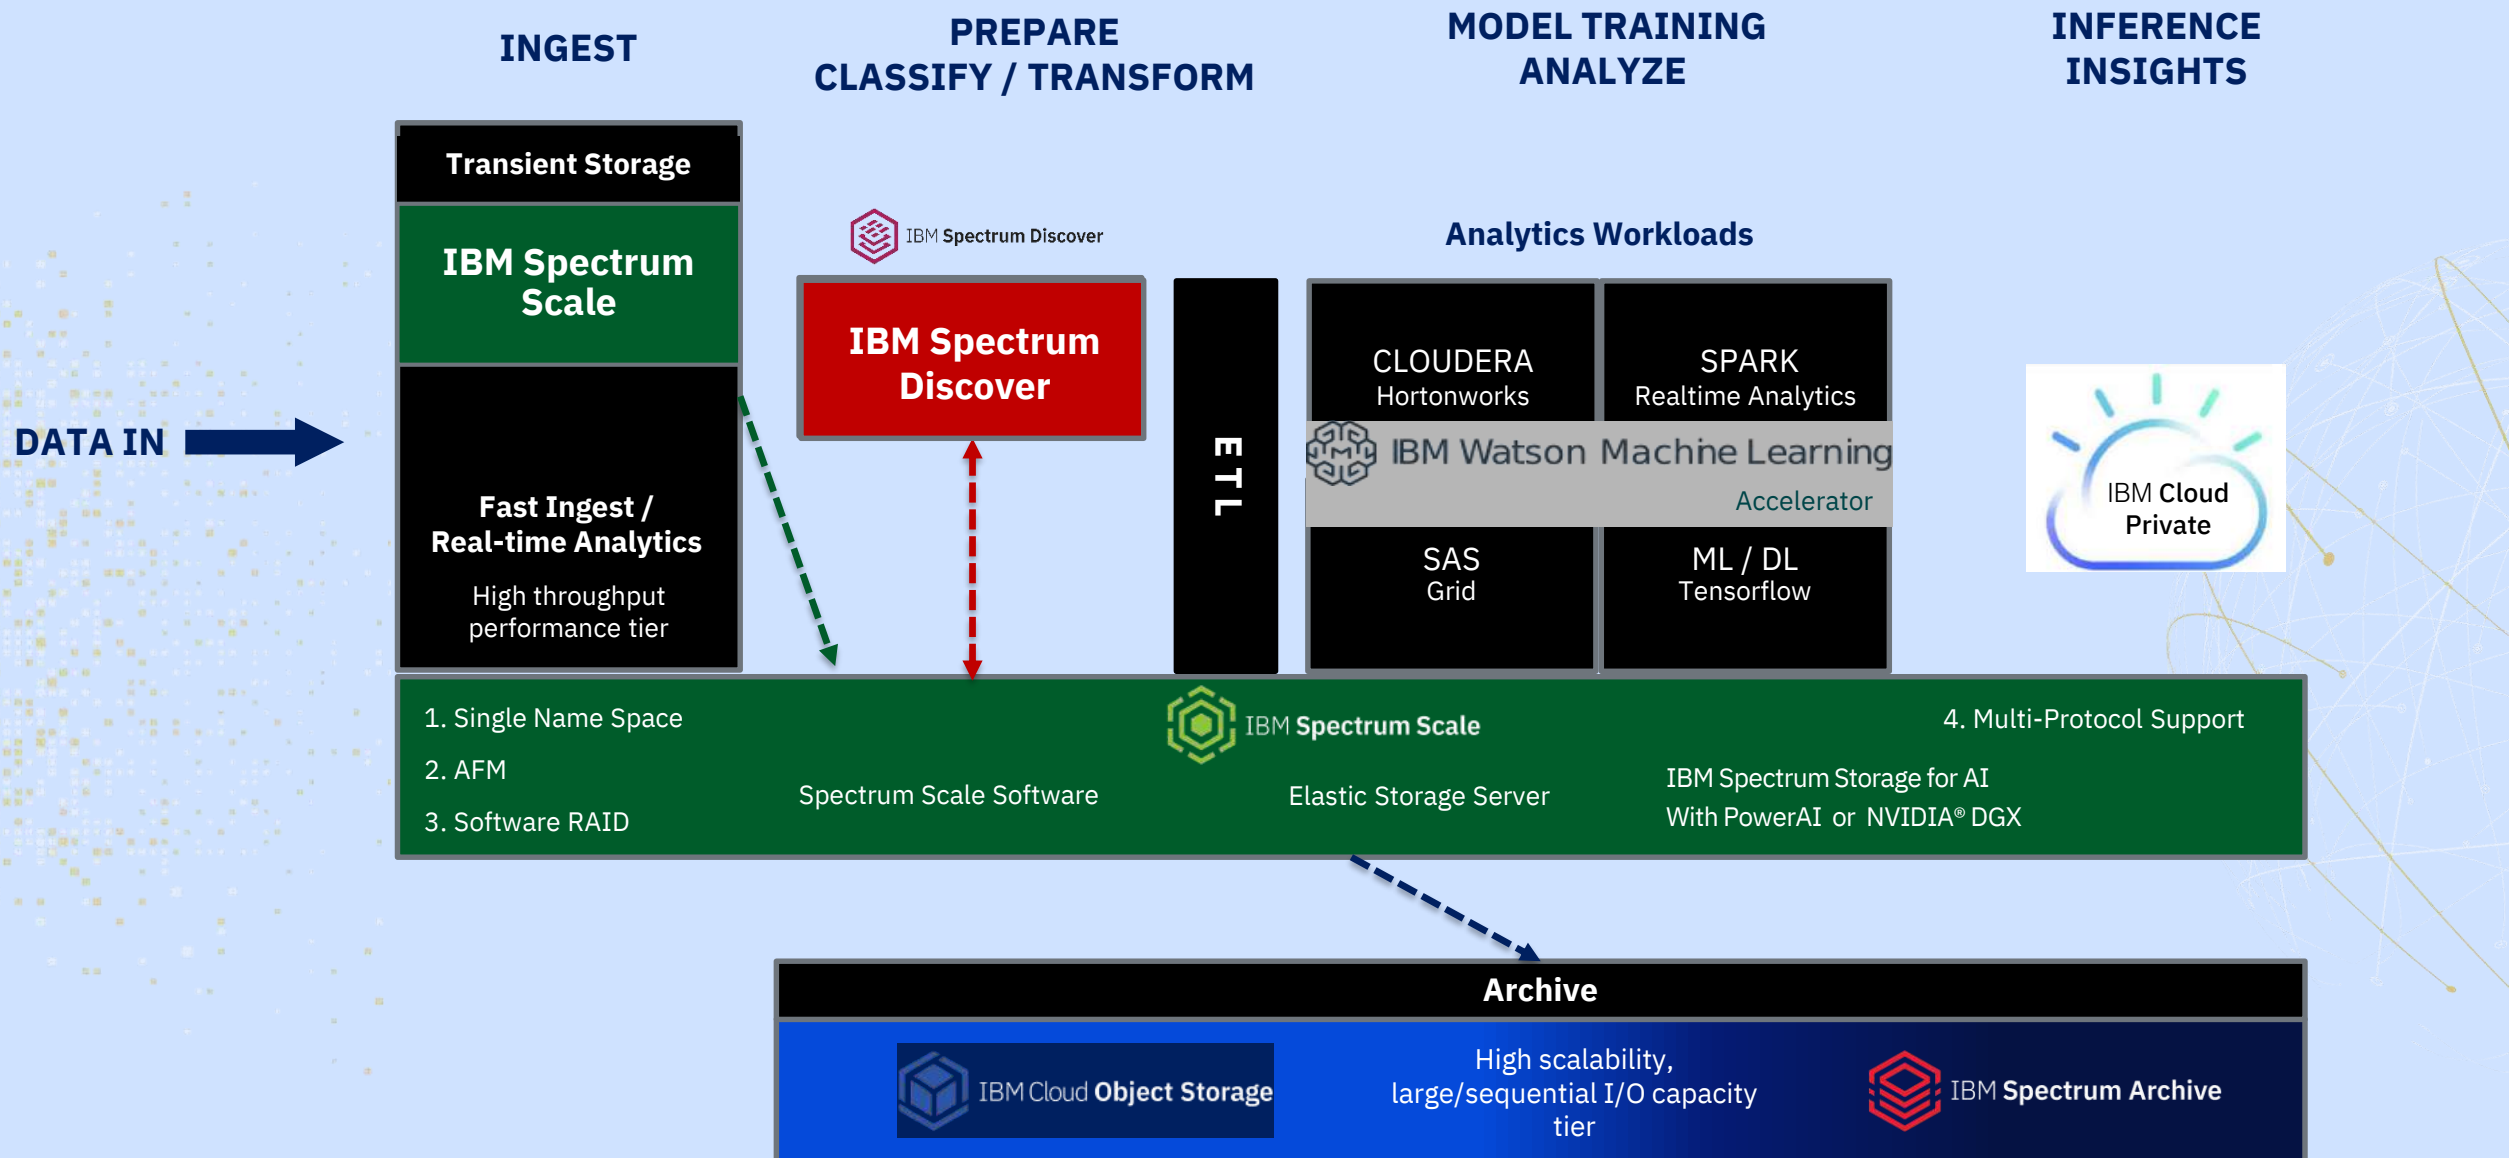 INGEST
PREPARE
CLASSIFY / TRANSFORM
MODEL TRAINING
ANALYZE
INFERENCE
INSIGHTS
DATA IN
Transient Storage
IBM Spectrum
Scale
Fast Ingest /
Real-time Analytics
High throughput
performance tier
IBM Spectrum Discover
IBM Spectrum
Discover
ETL
Analytics Workloads
CLOUDERA
Hortonworks
SPARK
Realtime Analytics
IBM Watson Machine Learning
Accelerator
SAS
Grid
ML / DL
Tensorflow
IBM Cloud
Private
1. Single Name Space
2. AFM
3. Software RAID
Spectrum Scale Software
IBM Spectrum Scale
Elastic Storage Server
4. Multi-Protocol Support
IBM Spectrum Storage for AI
With PowerAI or NVIDIA® DGX
Archive
IBM Cloud Object Storage
High scalability,
large/sequential I/O capacity
tier
IBM Spectrum Archive